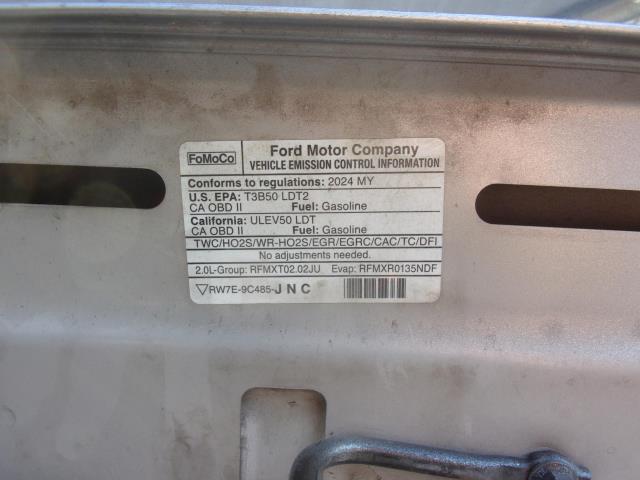 FoMoCo
Ford Motor Company
VEHICLE EMISSION CONTROL INFORMATION
Conforms to regulations: 2024 MY
U.S. EPA: T3B50 LDT2
CA OBD II Fuel: Gasoline
California: ULEV50 LDT
CA OBD II Fuel: Gasoline
TWC/HO2S/WR-HO2S/EGR/EGRC/CAC/TC/DFI
No adjustments needed.
2.0L-Group: RFMXT02.02JU Evap: RFMXR0135NDF
RW7E-9C485-J N C